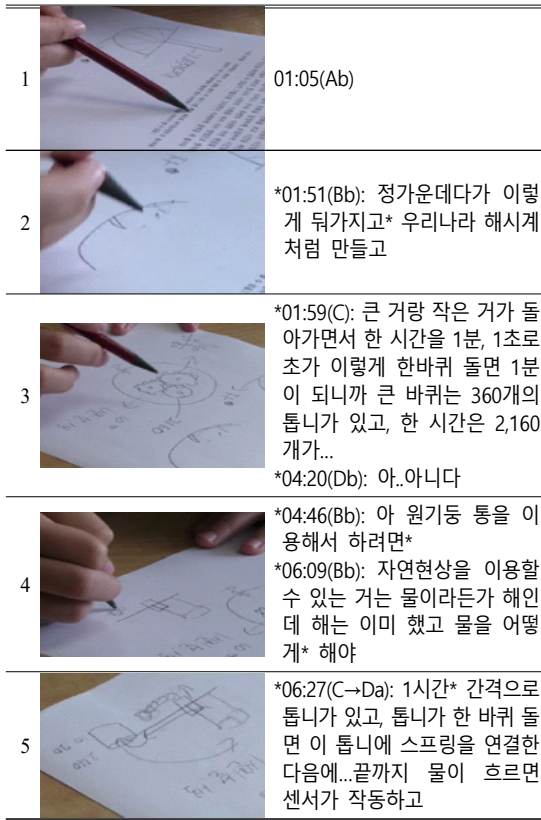 1
01:05(Ab)
2
*01:51(Bb): 정가운데다가 이렇
게 둬가지고* 우리나라 해시계
처럼 만들고
3
*01:59(C): 큰 거랑 작은 거가 돌
아가면서 한 시간을 1분, 1초로
초가 이렇게 한바퀴 돌면 1분
이 되니까 큰 바퀴는 360개의
톱니가 있고, 한 시간은 2,160
개가...
*04:20(Db): 아..아니다
4
*04:46(Bb): 아 원기둥 통을 이
용해서 하려면*
*06:09(Bb): 자연현상을 이용할
수 있는 거는 물이라든가 해인
데 해는 이미 했고 물을 어떻
게* 해야
5
*06:27(C→Da): 1시간* 간격으로
톱니가 있고, 톱니가 한 바퀴 돌
면 이 톱니에 스프링을 연결한
다음에...끝까지 물이 흐르면
센서가 작동하고